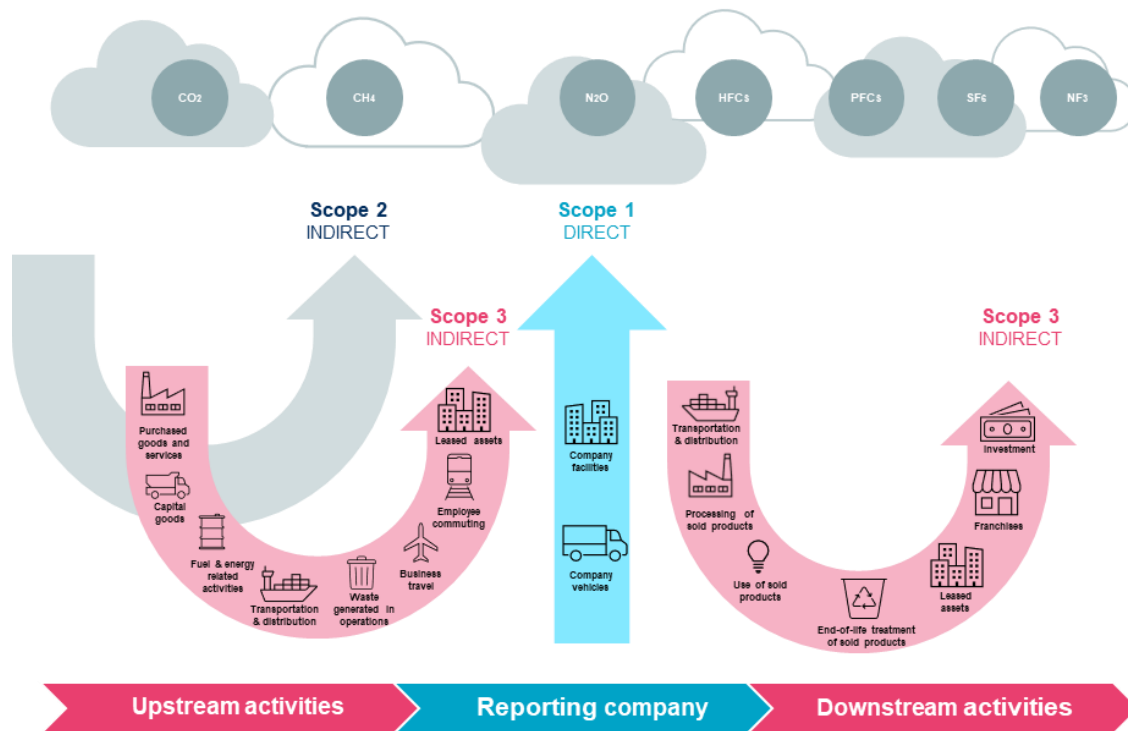 CO2
CH4
N2O
HFCs
PFCs
SF6
NF3
Scope 2
INDIRECT
Scope 1
DIRECT
Scope 3
INDIRECT
Scope 3
INDIRECT
Purchased
goods and
services
Capital
goods
Fuel & energy
related
activities
Transportation
& distribution
Waste
generated in
operations
Business
travel
Employee
commuting
Leased assets
Company
facilities
Company
vehicles
Transportation
& distribution
Processing of
sold products
Use of sold
products
End-of-life treatment
of sold products
Leased
assets
Franchises
Investment
Upstream activities
Reporting company
Downstream activities